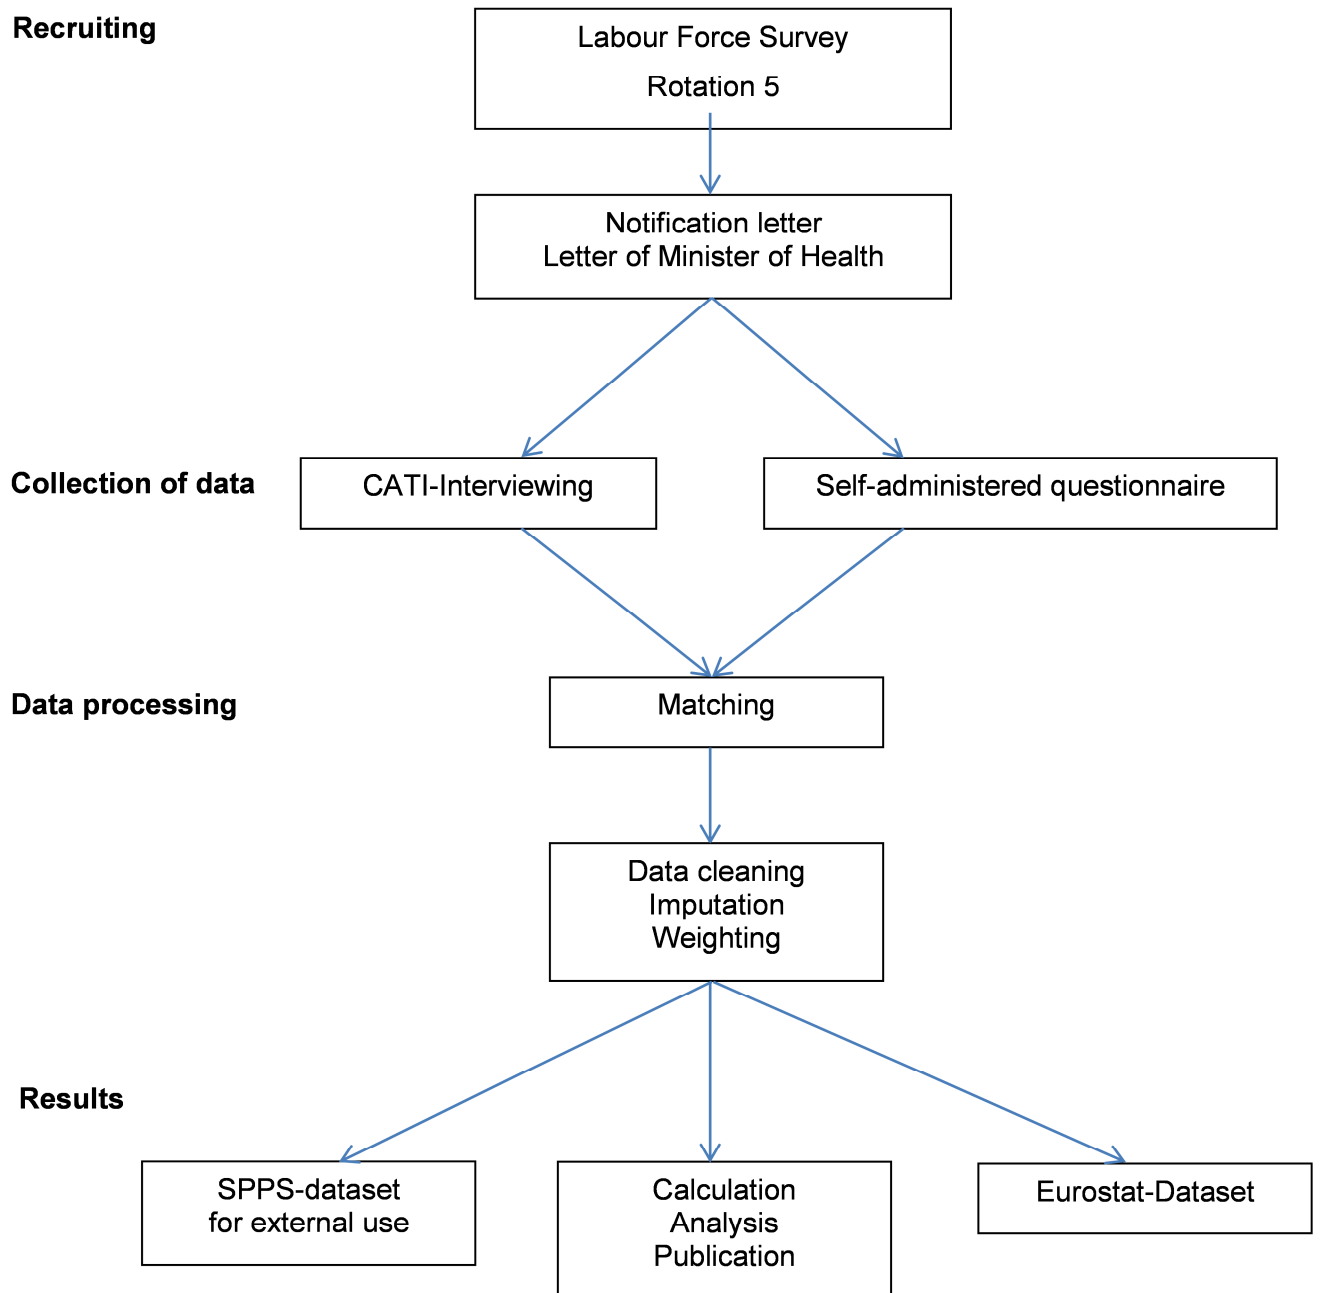 Recruiting
Labour Force Survey
Rotation 5
Notification letter
Letter of Minister of Health
Collection of data
CATI-Interviewing
Self-administered questionnaire
Data processing
Matching
Data cleaning
Imputation
Weighting
Results
SPPS-dataset
for external use
Calculation
Analysis
Publication
Eurostat-Dataset